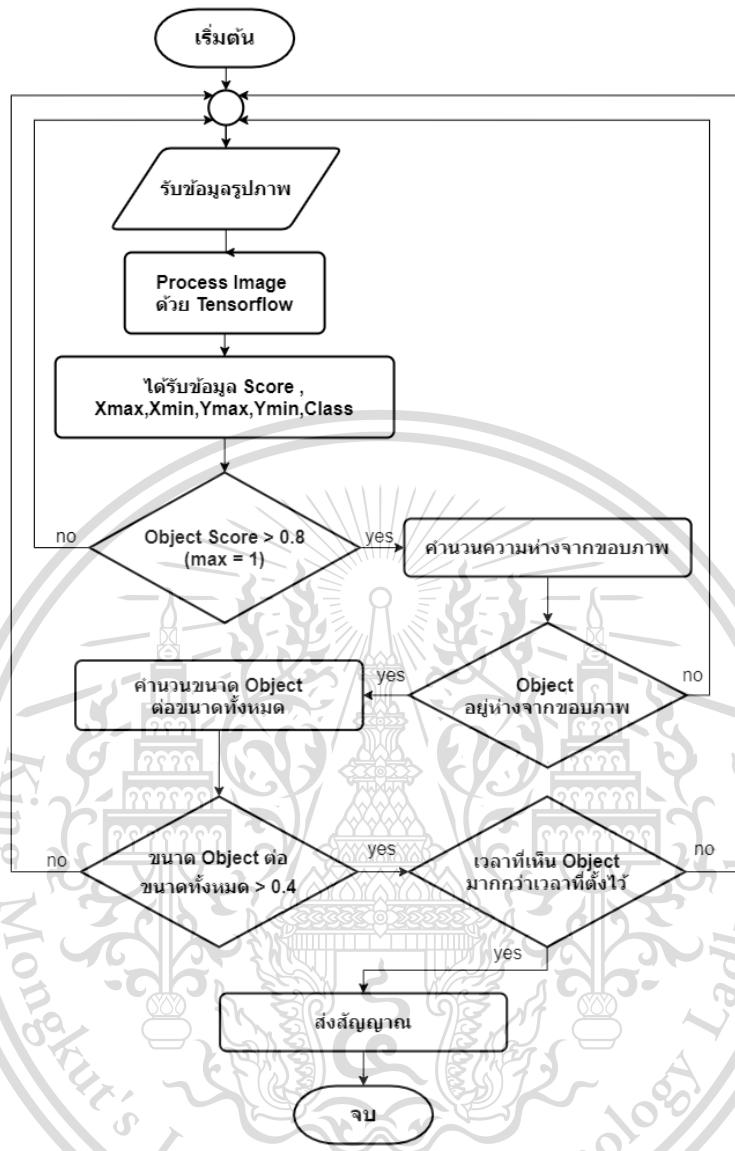 เริ่มต้น
รับข้อมูลรูปภาพ
Process Image
ด้วย Tensorflow
ได้รับข้อมูล Score ,
Xmax,Xmin,Ymax,Ymin,Class
no
Object Score > 0.8
(max = 1)
yes
คำนวนความห่างจากขอบภาพ
คำนวนขนาด Object
ต่อขนาดทั้งหมด
yes
Object
อยู่ห่างจากขอบภาพ
no
no
ขนาด Object ต่อ
ขนาดทั้งหมด > 0.4
yes
เวลาที่เห็น Object
มากกว่าเวลาที่ตั้งไว้
no
yes
ส่งสัญญาณ
จบ
King Mongkut's